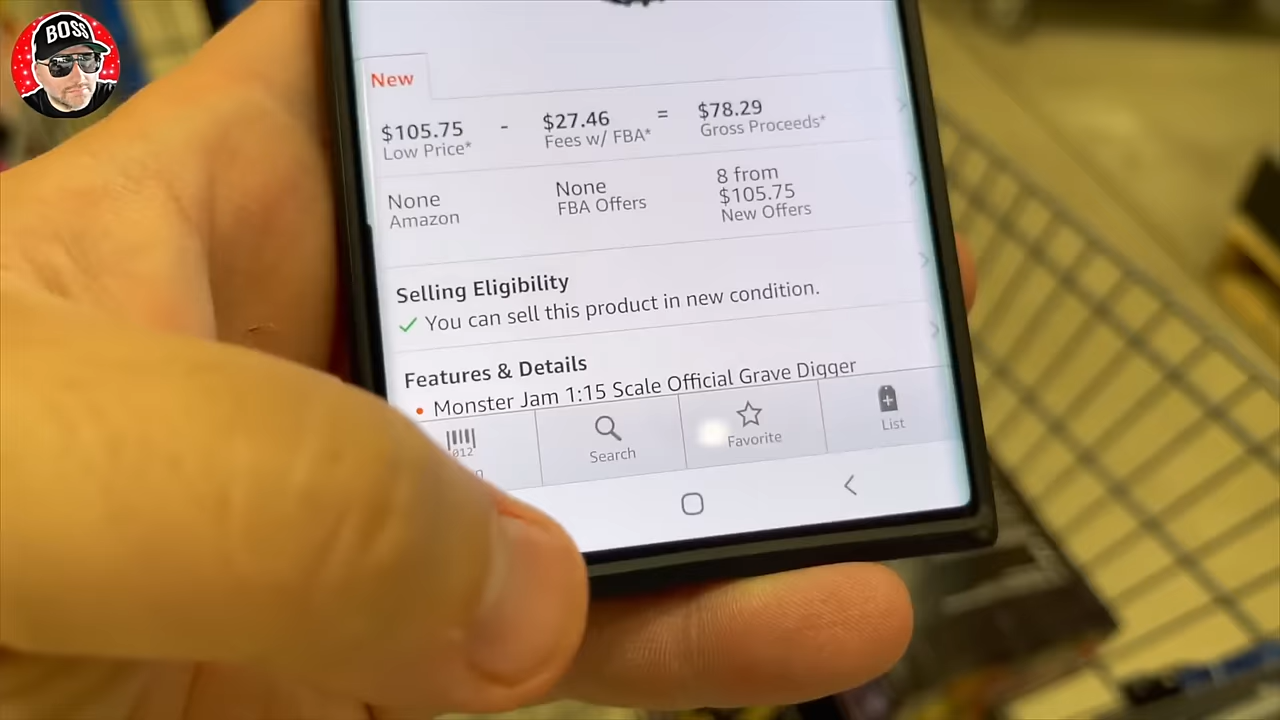 BOSS
New
$105.75 - $27.46 = $78.29
Low Price* Fees w/ FBA* Gross Proceeds*
None None 8 from
Amazon FBA Offers $105.75
New Offers
Selling Eligibility
✓ You can sell this product in new condition.
Features & Details
• Monster Jam 1:15 Scale Official Grave Digger
012
Search Favorite List